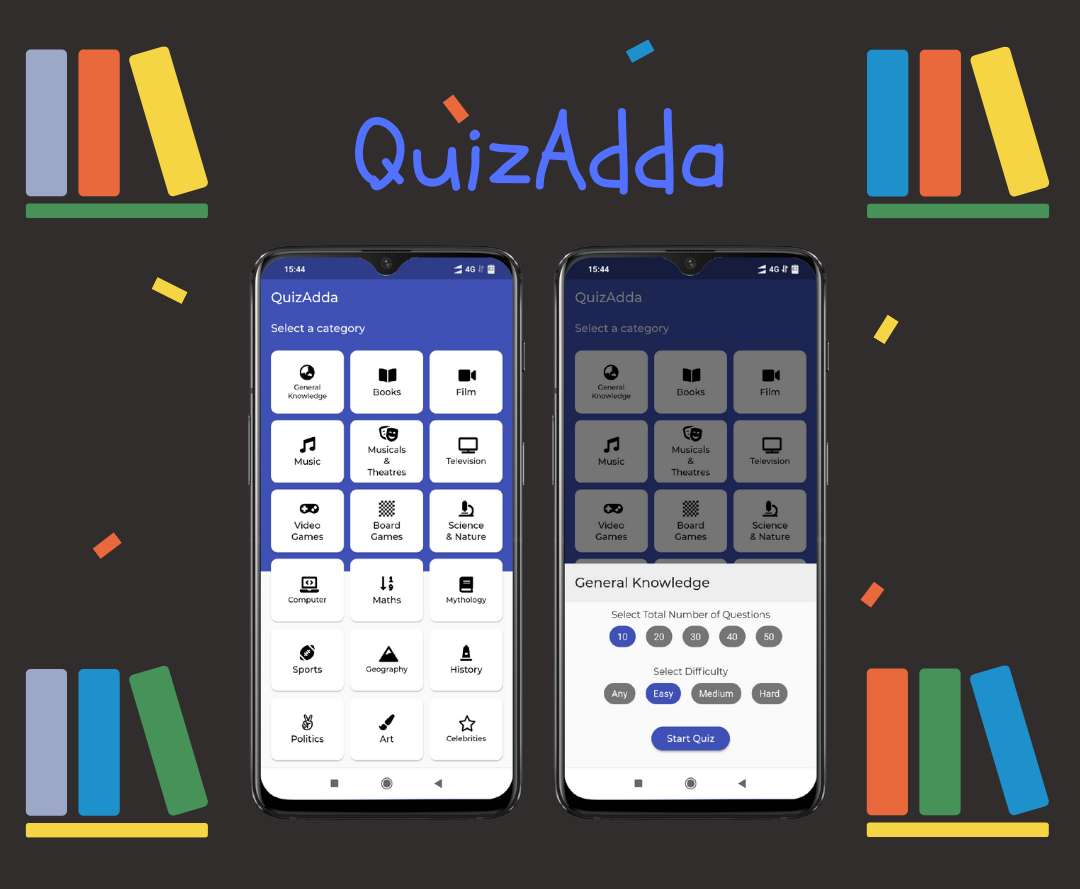 QuizAdda
15:44
4G
QuizAdda
Select a category
General
Knowledge
Books
Film
Music
Musicals
&
Theatres
Television
Video
Games
Board
Games
Science
& Nature
Computer
Maths
Mythology
Sports
Geography
History
Politics
Art
Celebrities
15:44
4G
QuizAdda
Select a category
General
Knowledge
Books
Film
Music
Musicals
&
Theatres
Television
Video
Games
Board
Games
Science
& Nature
General Knowledge
Select Total Number of Questions
10 20 30 40 50
Select Difficulty
Any Easy Medium Hard
Start Quiz